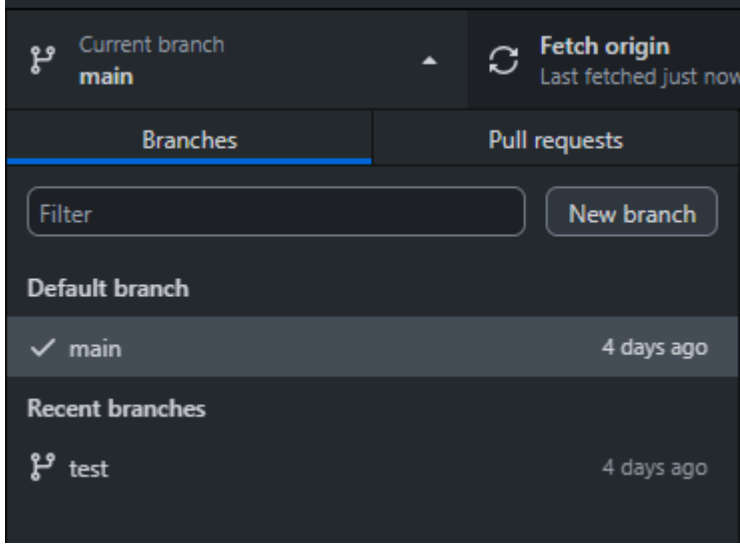 Current branch
main
Fetch origin
Last fetched just now
Branches
Pull requests
Filter
New branch
Default branch
main 4 days ago
Recent branches
test 4 days ago